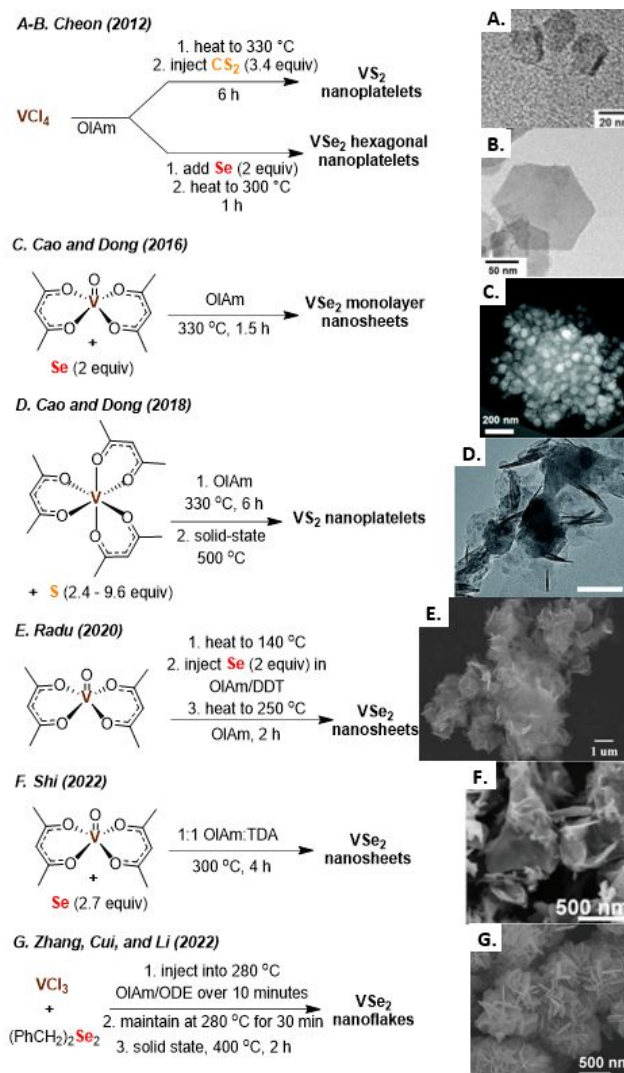 A-B. Cheon (2012)
1. heat to 330 °C
2. inject CS2 (3.4 equiv)
6 h
VS2
nanoplatelets
VCl4
OlAm
VSe2 hexagonal
nanoplatelets
1. add Se (2 equiv)
2. heat to 300 °C
1 h
A.
20 nm
B.
50 nm
C. Cao and Dong (2016)
O
O
O
V
O
O
+
Se (2 equiv)
OlAm
330 °C, 1.5 h
VSe2 monolayer
nanosheets
C.
200 nm
D. Cao and Dong (2018)
O
O
O
V
O
O
O
+ S (2.4 - 9.6 equiv)
1. OlAm
330 °C, 6 h
2. solid-state
500 °C
VS2 nanoplatelets
D.
E. Radu (2020)
O
O
O
V
O
O
1. heat to 140 °C
2. inject Se (2 equiv) in
OlAm/DDT
3. heat to 250 °C
OlAm, 2 h
VSe2
nanosheets
E.
1 um
F. Shi (2022)
O
O
O
V
O
O
+
Se (2.7 equiv)
1:1 OlAm:TDA
300 °C, 4 h
VSe2
nanosheets
F.
500 nm
G. Zhang, Cui, and Li (2022)
VCl3
+
(PhCH2)2Se2
1. inject into 280 °C
OlAm/ODE over 10 minutes
2. maintain at 280 °C for 30 min
3. solid state, 400 °C, 2 h
VSe2
nanoflakes
G.
500 nm